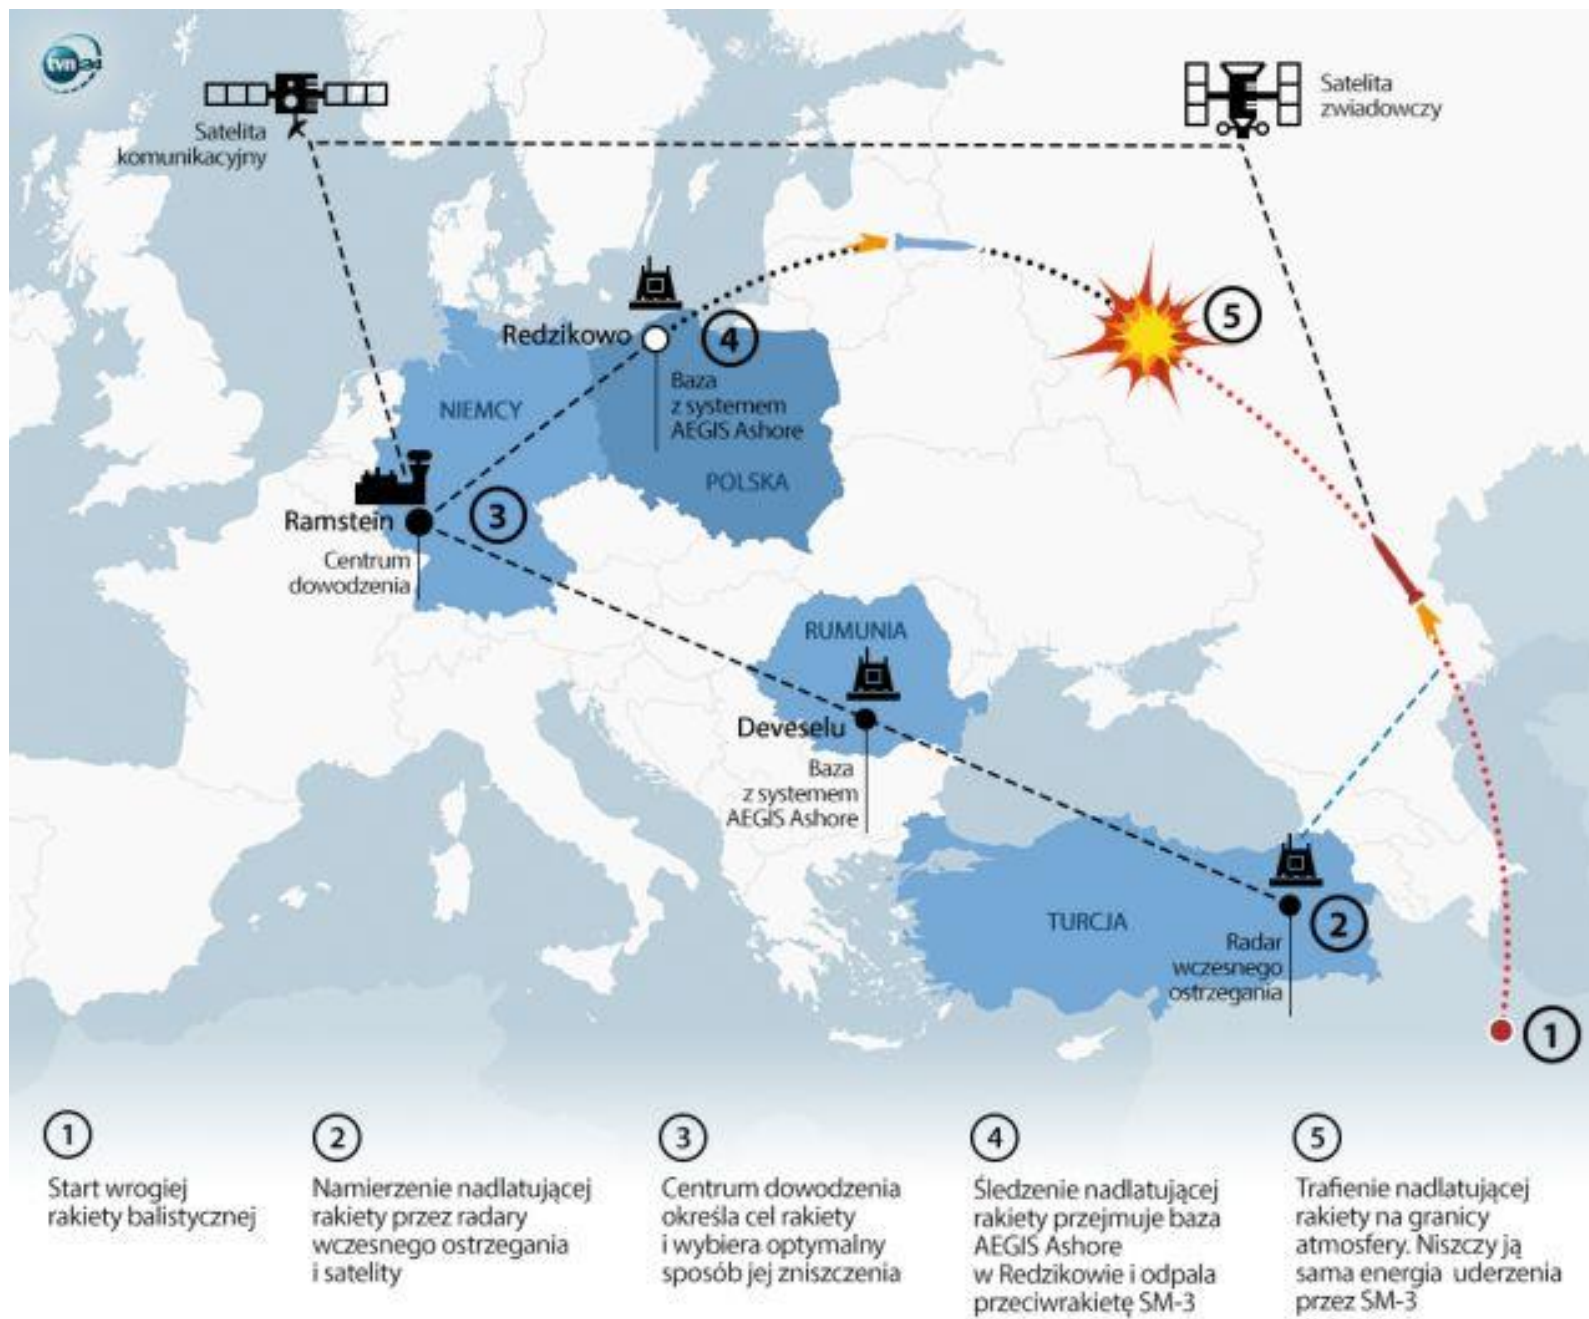 tvn24
Satelita
komunikacyjny
Satelita
zwiadowczy
5
Redzikowo
4
Baza
z systemem
AEGIS Ashore
NIEMCY
POLSKA
Ramstein
3
Centrum
dowodzenia
RUMUNIA
Deveselu
Baza
z systemem
AEGIS Ashore
TURCJA
2
Radar
wczesnego
ostrzegania
1
1
Start wrogiej
rakiety balistycznej
2
Namierzenie nadlatującej
rakiety przez radary
wczesnego ostrzegania
i satelity
3
Centrum dowodzenia
określa cel rakiety
i wybiera optymalny
sposób jej zniszczenia
4
Śledzenie nadlatującej
rakiety przejmuje baza
AEGIS Ashore
w Redzikowie i odpala
przeciwrakietę SM-3
5
Trafienie nadlatującej
rakiety na granicy
atmosfery. Niszczy ją
sama energia uderzenia
przez SM-3